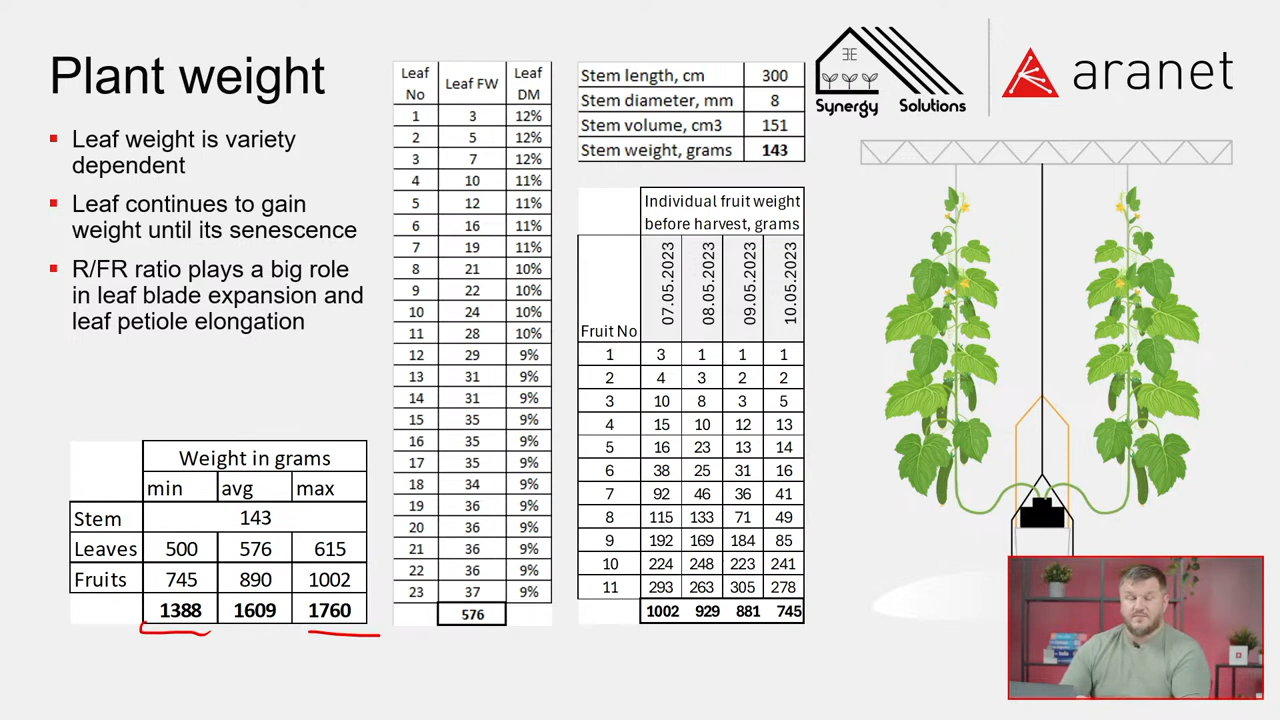 Plant weight
Leaf weight is variety
dependent
Leaf continues to gain
weight until its senescence
R/FR ratio plays a big role
in leaf blade expansion and
leaf petiole elongation
Weight in grams
min avg max
Stem 143
Leaves 500 576 615
Fruits 745 890 1002
1388 1609 1760
Leaf No Leaf FW Leaf DM
1 3 12%
2 5 12%
3 7 12%
4 10 11%
5 12 11%
6 16 11%
7 19 11%
8 21 10%
9 22 10%
10 24 10%
11 28 10%
12 29 9%
13 31 9%
14 31 9%
15 35 9%
16 35 9%
17 35 9%
18 34 9%
19 36 9%
20 36 9%
21 36 9%
22 36 9%
23 37 9%
576
Stem length, cm 300
Stem diameter, mm 8
Stem volume, cm3 151
Stem weight, grams 143
Individual fruit weight
before harvest, grams
Fruit No 07.05.2023 08.05.2023 09.05.2023 10.05.2023
1 3 1 1 1
2 4 3 2 2
3 10 8 3 5
4 15 10 12 13
5 16 23 13 14
6 38 25 31 16
7 92 46 36 41
8 115 133 71 49
9 192 169 184 85
10 224 248 223 241
11 293 263 305 278
1002 929 881 745
Synergy Solutions
aranet